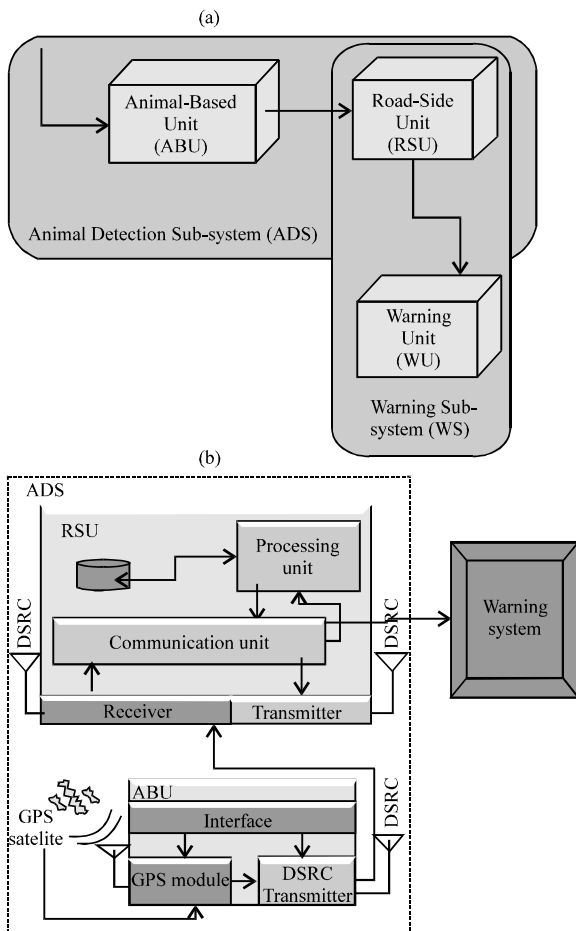 (a)
Animal-Based
Unit
(ABU)
Road-Side
Unit
(RSU)
Animal Detection Sub-system (ADS)
Warning
Unit
(WU)
Warning Sub-
system (WS)
(b)
ADS
RSU
Processing
unit
DSRC
Communication unit
DSRC
Warning
system
Receiver
Transmitter
GPS
satelite
ABU
Interface
DSRC
GPS module
DSRC
Transmitter